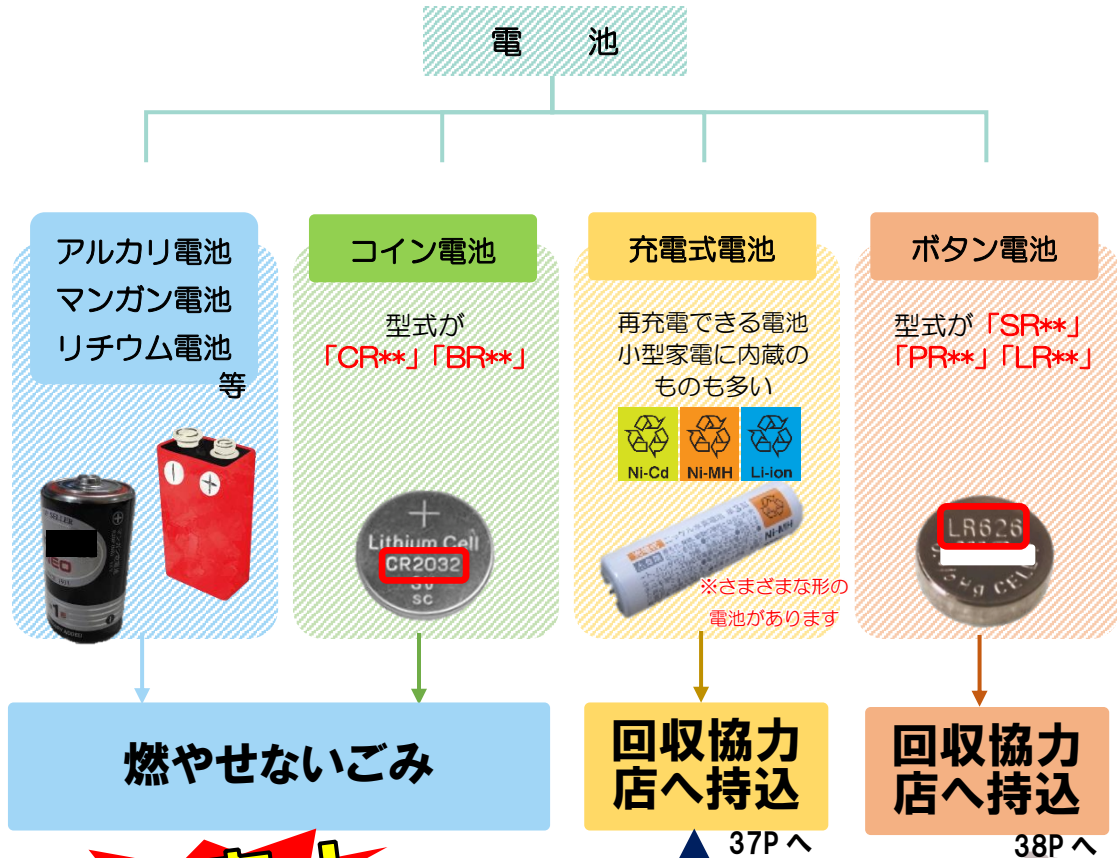 電　池
アルカリ電池
マンガン電池
リチウム電池
等
コイン電池
型式が
「CR**」「BR**」
Lithium Cell
CR2032
3V
SC
充電式電池
再充電できる電池
小型家電に内蔵の
ものも多い
Ni-Cd Ni-MH Li-ion
充電式
Ni-MH
※さまざまな形の
電池があります
ボタン電池
型式が「SR**」
「PR**」「LR**」
LR626
燃やせないごみ
回収協力
店へ持込
37Pへ
回収協力
店へ持込
38Pへ